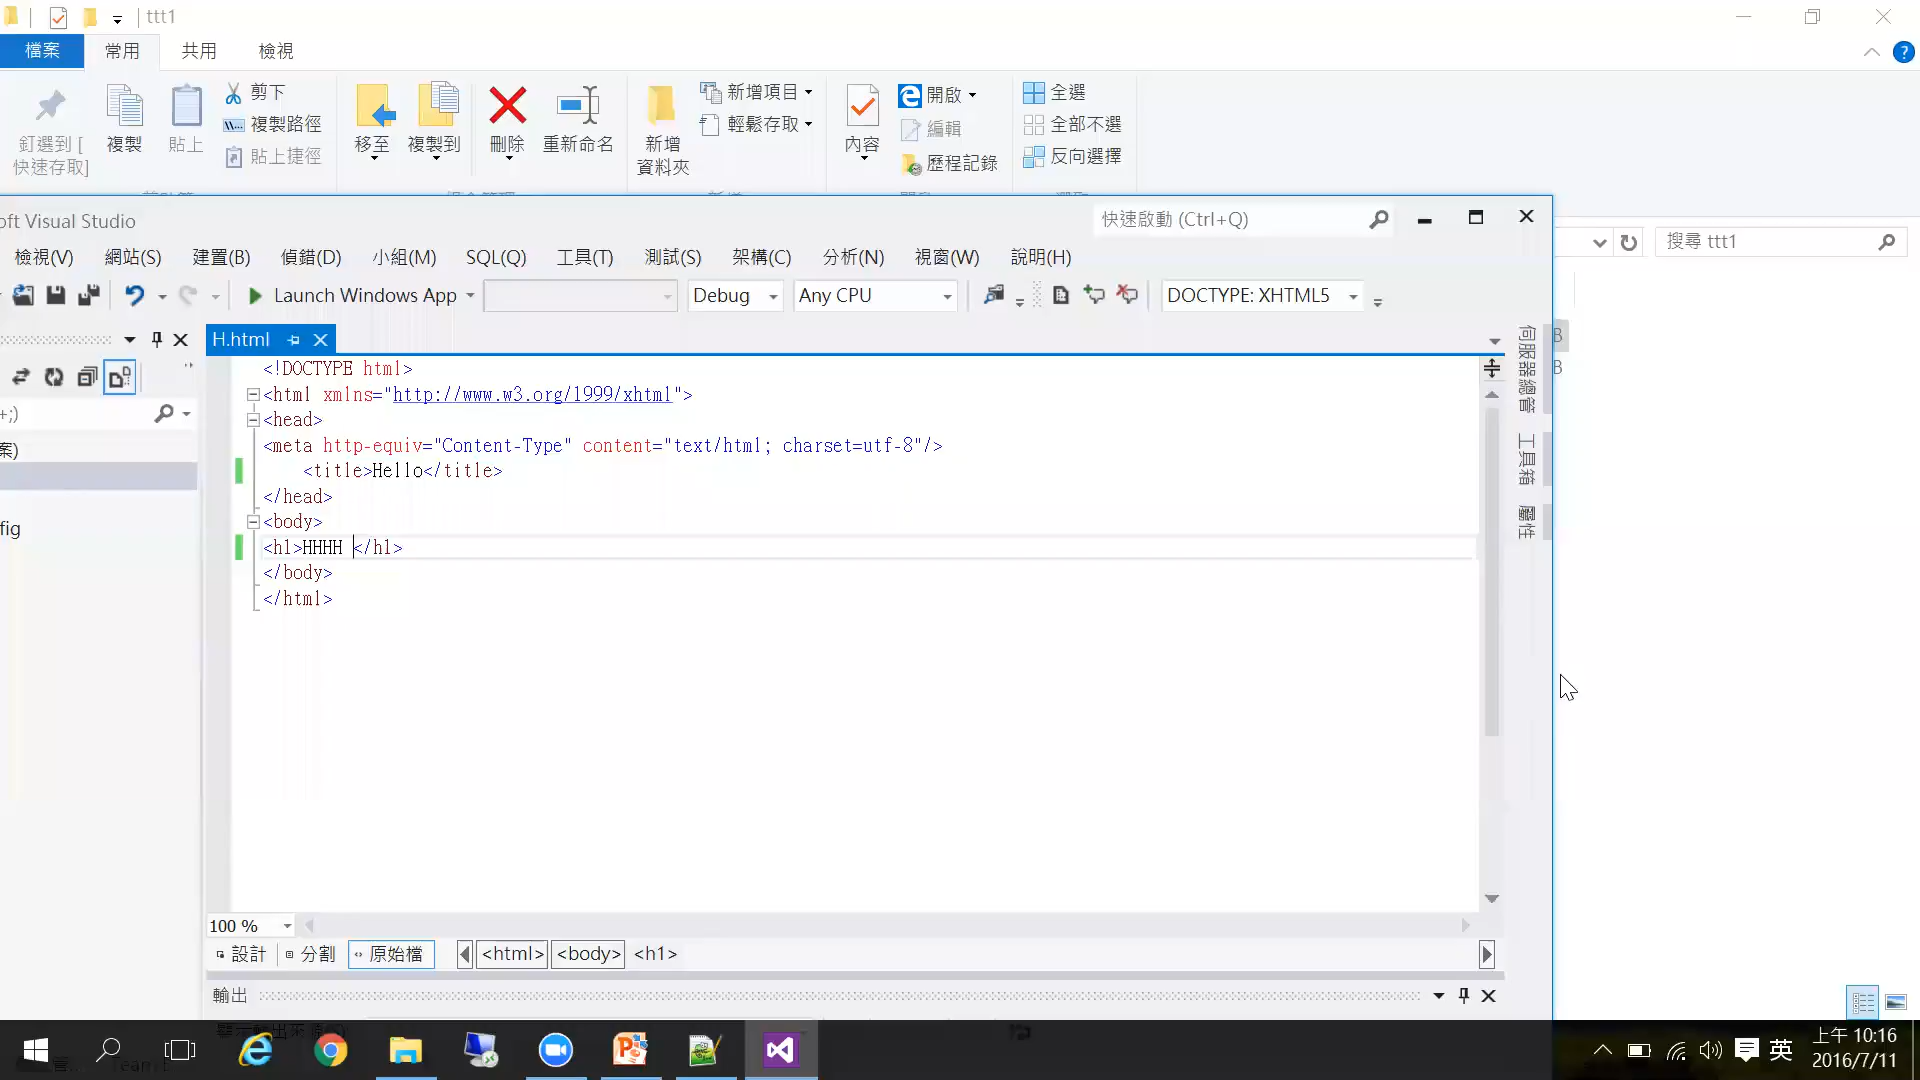 ttt1
檔案 常用 共用 檢視
釘選到 [快速存取]
複製
貼上
剪下
複製路徑
貼上捷徑
移至
複製到
刪除
重新命名
新增資料夾
新增項目
輕鬆存取
內容
開啟
編輯
歷程記錄
全選
全部不選
反向選擇
搜尋 ttt1
oft Visual Studio
快速啟動 (Ctrl+Q)
檢視(V) 網站(S) 建置(B) 偵錯(D) 小組(M) SQL(Q) 工具(T) 測試(S) 架構(C) 分析(N) 視窗(W) 說明(H)
Launch Windows App Debug Any CPU DOCTYPE: XHTML5
H.html
+;)
案)
fig
<!DOCTYPE html>
<html xmlns="http://www.w3.org/1999/xhtml">
<head>
<meta http-equiv="Content-Type" content="text/html; charset=utf-8"/>
<title>Hello</title>
</head>
<body>
<h1>HHHH </h1>
</body>
</html>
伺服器總管
工具箱
屬性
B
B
100 %
設計 分割 原始檔 <html> <body> <h1>
輸出
英
上午 10:16
2016/7/11